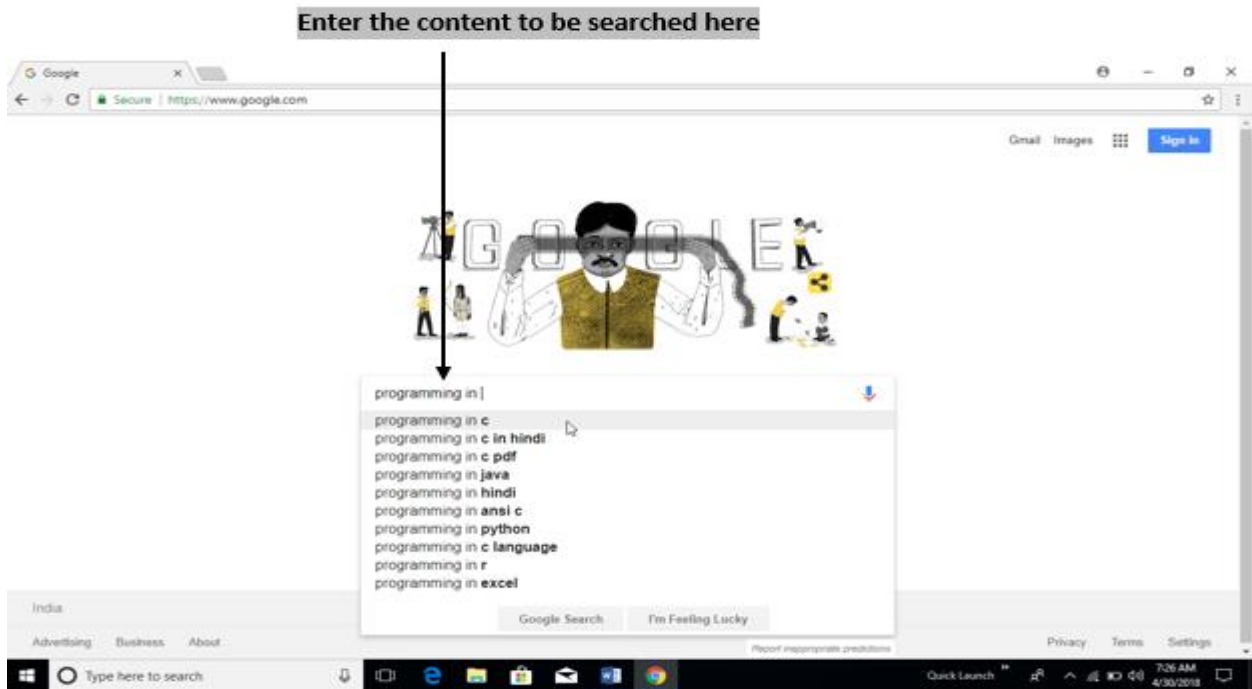 Enter the content to be searched here
Google
Secure | https://www.google.com
Gmail Images Sign in
GOOGLE
programming in
programming in c
programming in c in hindi
programming in c pdf
programming in java
programming in hindi
programming in ansi c
programming in python
programming in c language
programming in r
programming in excel
India
Google Search I'm Feeling Lucky
Advertising Business About
Report inappropriate predictions
Privacy Terms Settings
Type here to search
Quick Launch
7:26 AM
4/30/2018